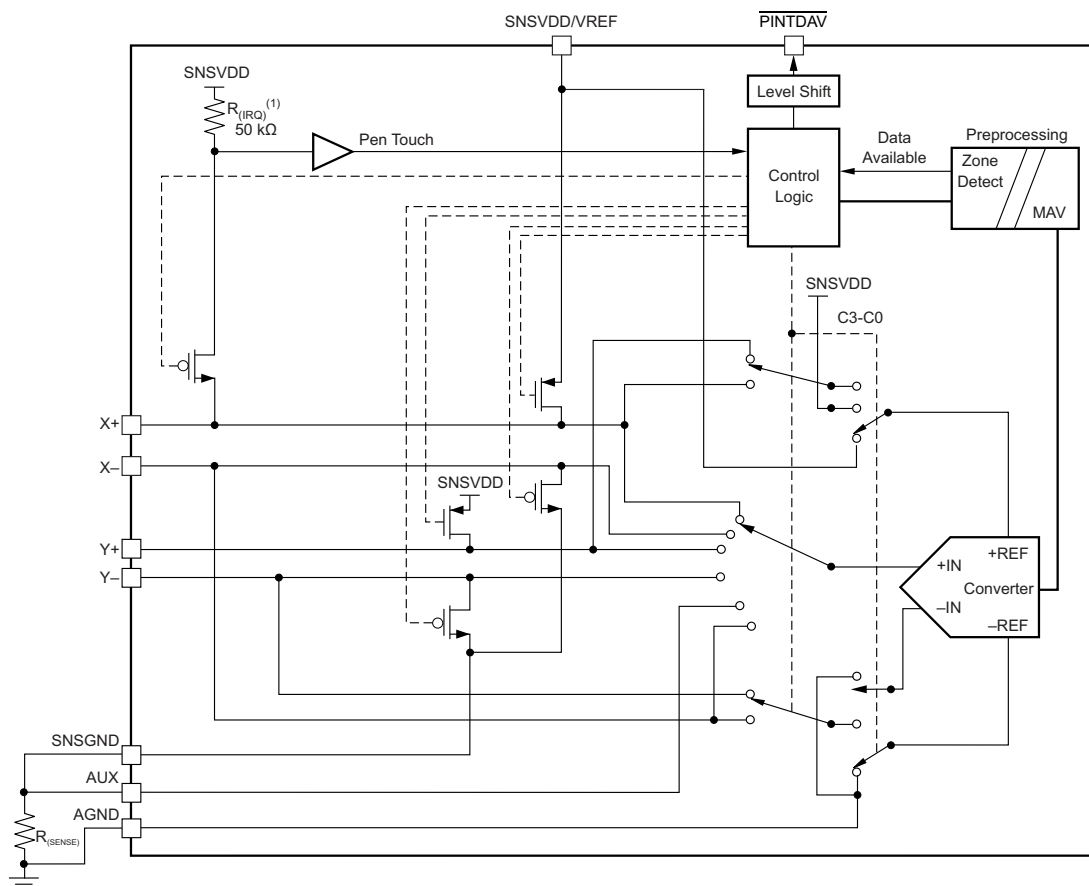 SNSVDD/VREF
PINTDAV
SNSVDD
R(IRQ)(1)
50 kΩ
Level Shift
Pen Touch
Control
Logic
Data
Available
Preprocessing
Zone
Detect
MAV
SNSVDD
C3-C0
X+
X–
SNSVDD
Y+
Y–
+REF
+IN
Converter
–IN
–REF
SNSGND
AUX
AGND
R(SENSE)